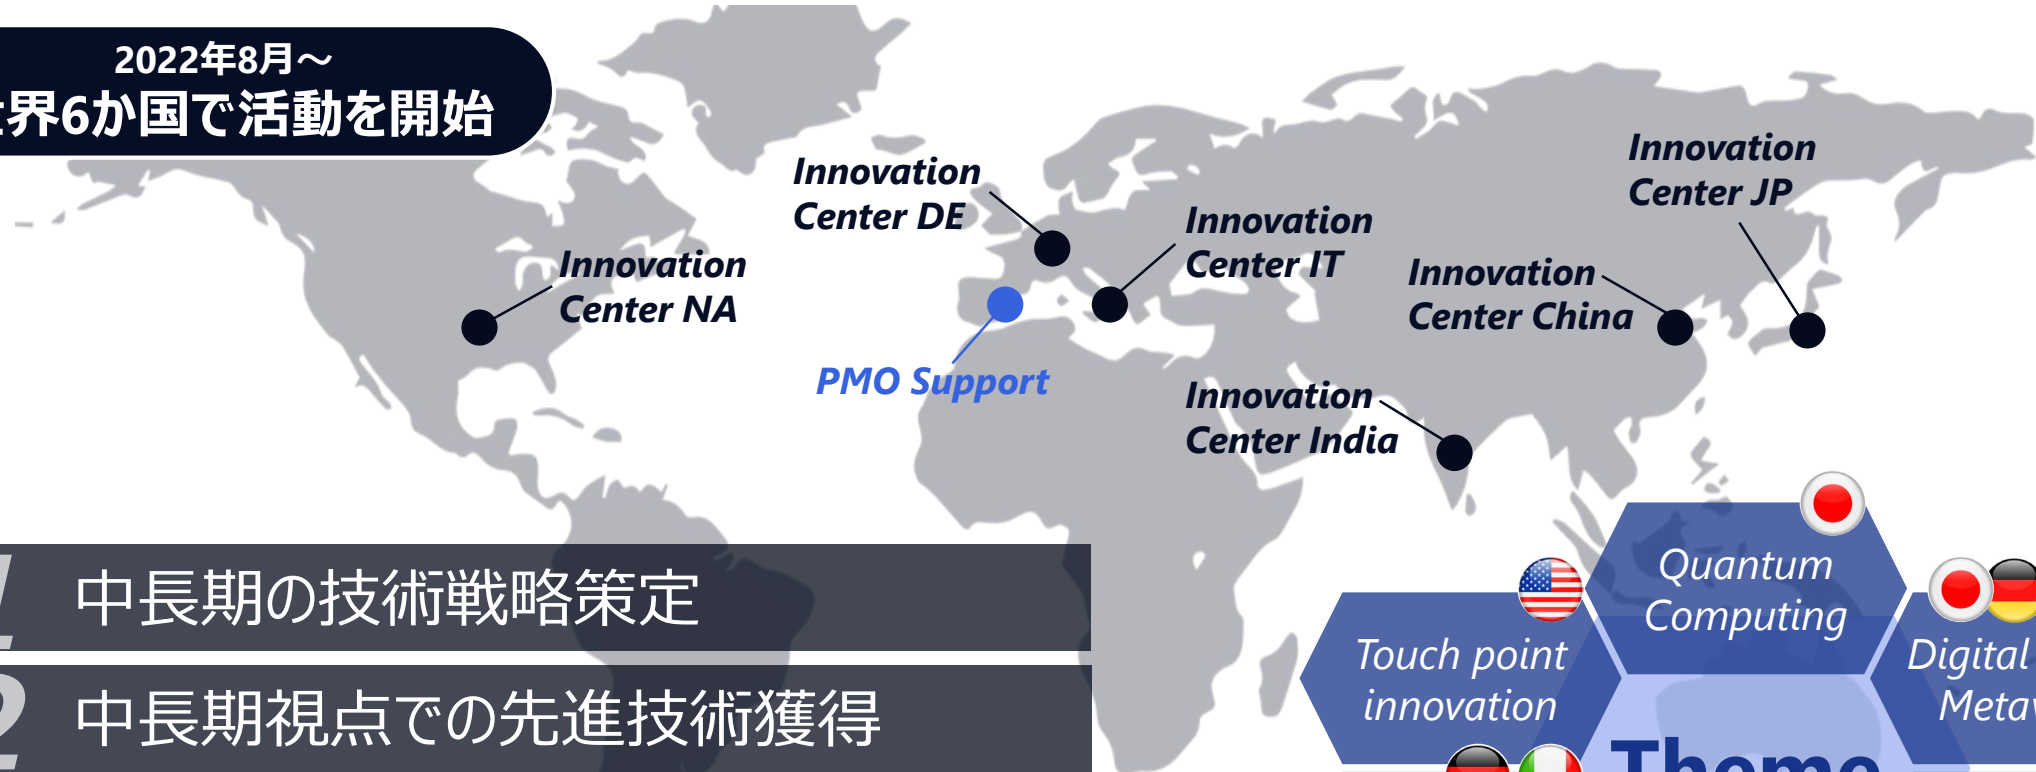 2022年8月～
界6か国で活動を開始
Innovation
Center NA
Innovation
Center DE
Innovation
Center IT
PMO Support
Innovation
Center China
Innovation
Center JP
Innovation
Center India
1 中長期の技術戦略策定
2 中長期視点での先進技術獲得
Quantum
Computing
Touch point
innovation
Digital
Theme